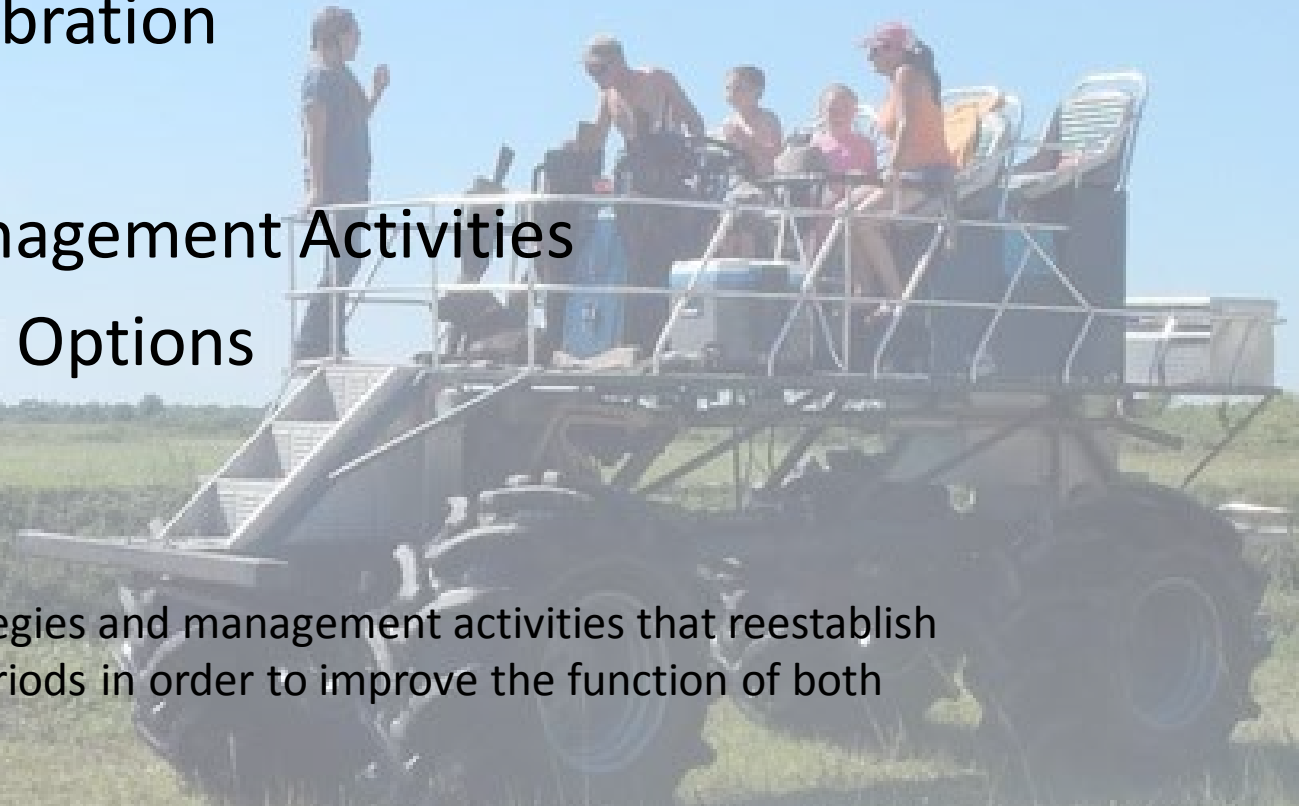 bration
nagement Activities
Options
egies and management activities that reestablish
riods in order to improve the function of both